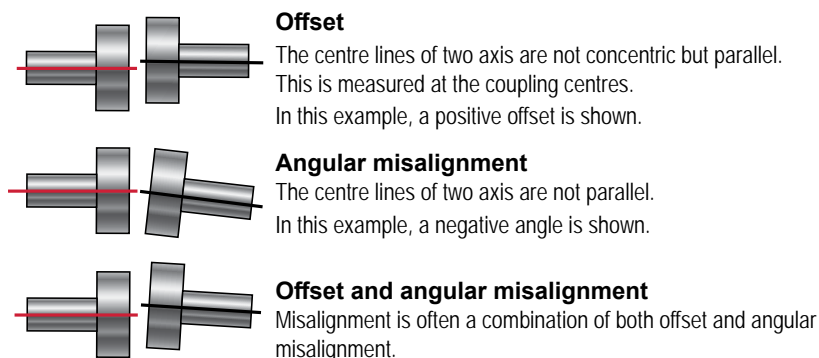 Offset
The centre lines of two axis are not concentric but parallel.
This is measured at the coupling centres.
In this example, a positive offset is shown.
Angular misalignment
The centre lines of two axis are not parallel.
In this example, a negative angle is shown.
Offset and angular misalignment
Misalignment is often a combination of both offset and angular
misalignment.